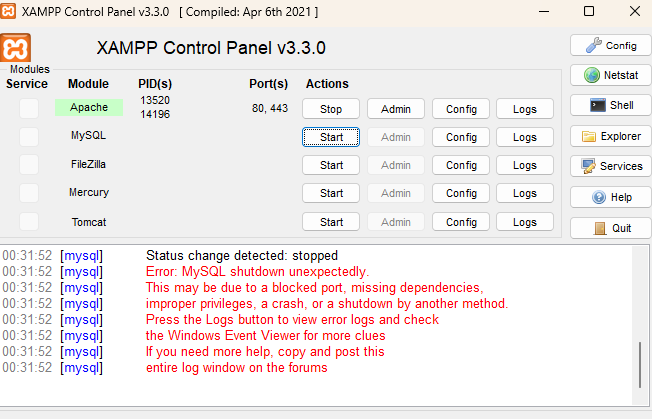 XAMPP Control Panel v3.3.0 [ Compiled: Apr 6th 2021 ]
XAMPP Control Panel v3.3.0
Config
Modules
Service Module PID(s) Port(s) Actions
Netstat
Apache 13520 14196 80, 443 Stop Admin Config Logs
Shell
MySQL Start Admin Config Logs
Explorer
FileZilla Start Admin Config Logs
Services
Mercury Start Admin Config Logs
Help
Tomcat Start Admin Config Logs
Quit
00:31:52 [mysql] Status change detected: stopped
00:31:52 [mysql] Error: MySQL shutdown unexpectedly.
00:31:52 [mysql] This may be due to a blocked port, missing dependencies,
00:31:52 [mysql] improper privileges, a crash, or a shutdown by another method.
00:31:52 [mysql] Press the Logs button to view error logs and check
00:31:52 [mysql] the Windows Event Viewer for more clues
00:31:52 [mysql] If you need more help, copy and post this
00:31:52 [mysql] entire log window on the forums